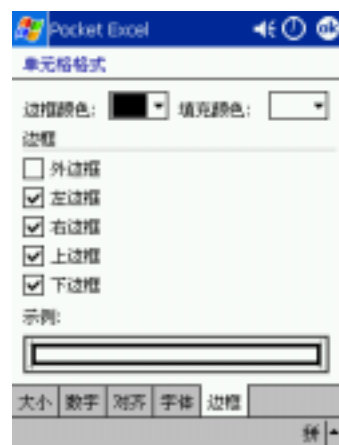 Pocket Excel ok
单元格格式
边框颜色: 填充颜色:
边框
外边框
左边框
右边框
上边框
下边框
示例:
大小 数字 对齐 字体 边框
拼